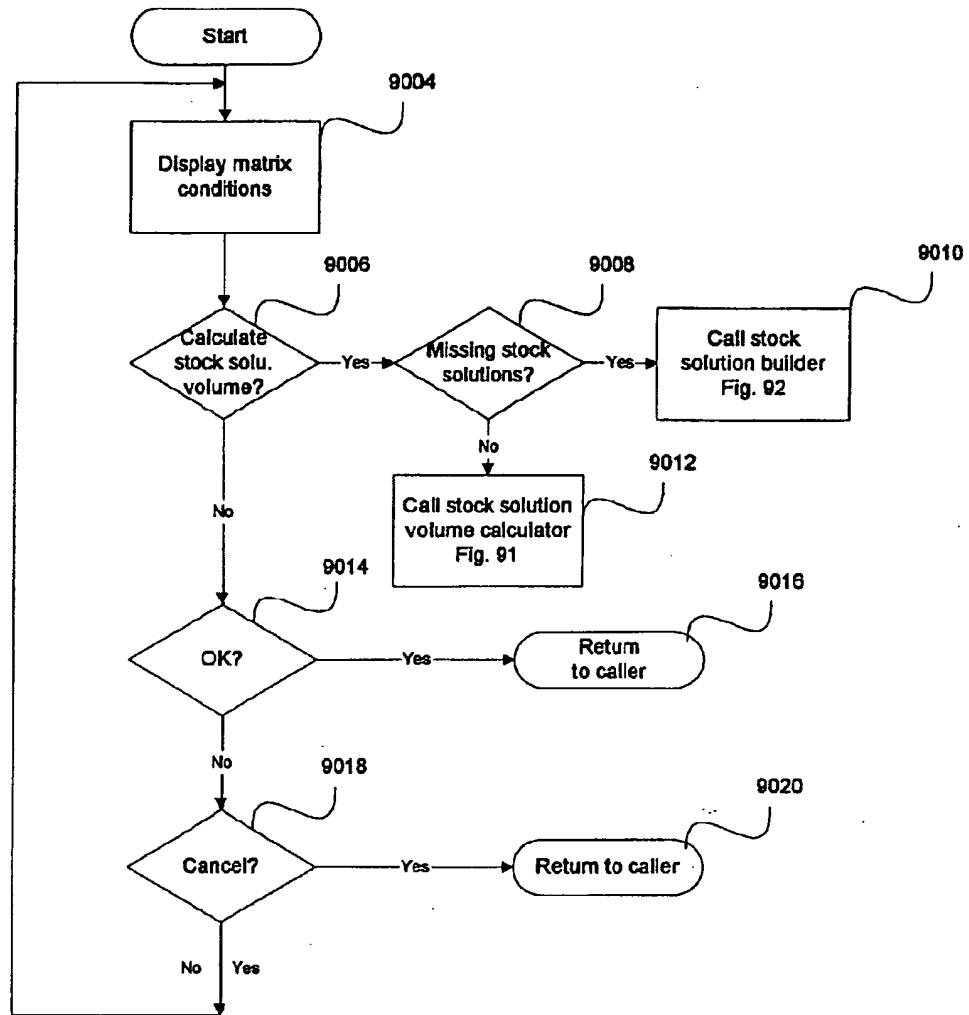 Start
9004
Display matrix
conditions
9006
9008
9010
Calculate
stock solu.
volume?
Yes
Missing stock
solutions?
Yes
Call stock
solution builder
Fig. 92
No
9012
Call stock solution
volume calculator
Fig. 91
No
9014
9016
OK?
Yes
Return
to caller
No
9018
9020
Cancel?
Yes
Return to caller
No Yes